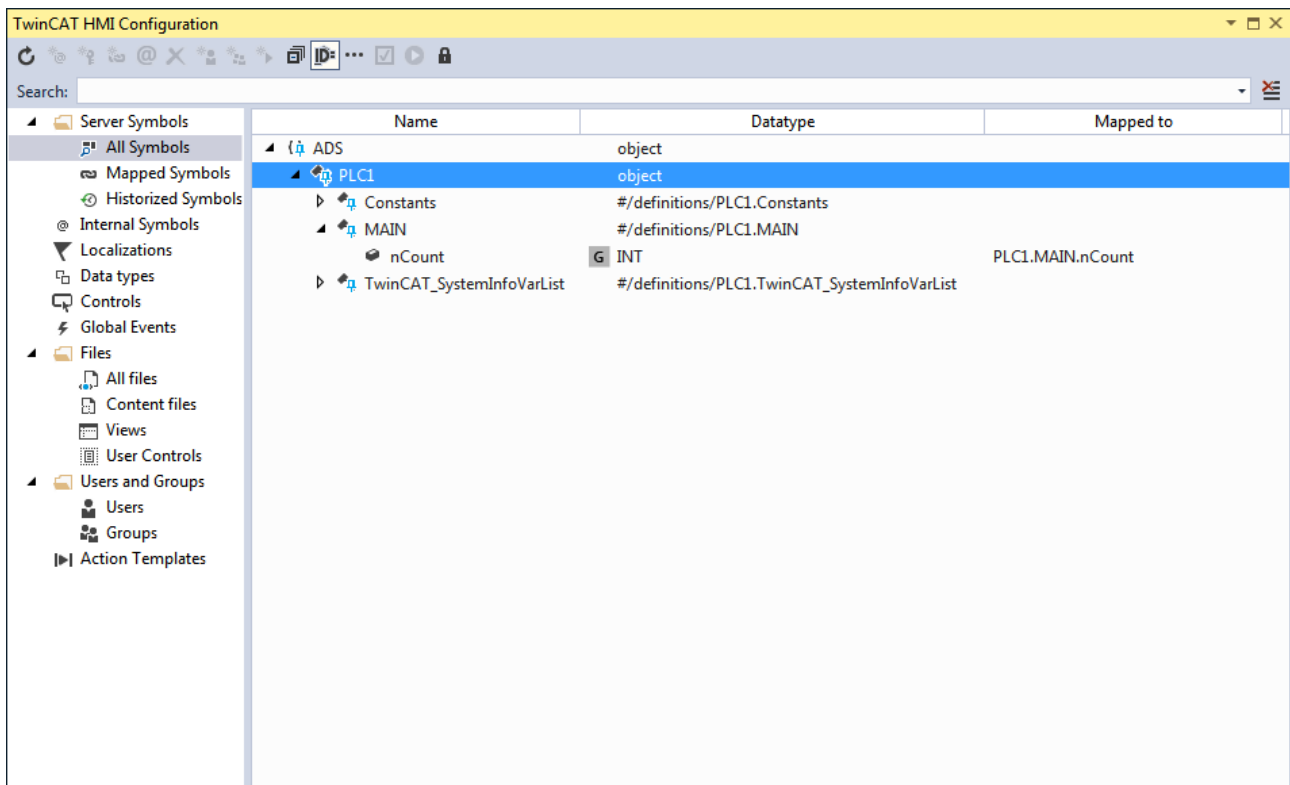 TwinCAT HMI Configuration
ID=
Search:
Server Symbols
All Symbols
Mapped Symbols
Historized Symbols
Internal Symbols
Localizations
Data types
Controls
Global Events
Files
All files
Content files
Views
User Controls
Users and Groups
Users
Groups
Action Templates
Name Datatype Mapped to
ADS object
PLC1 object
Constants #/definitions/PLC1.Constants
MAIN #/definitions/PLC1.MAIN
nCount G INT PLC1.MAIN.nCount
TwinCAT_SystemInfoVarList #/definitions/PLC1.TwinCAT_SystemInfoVarList